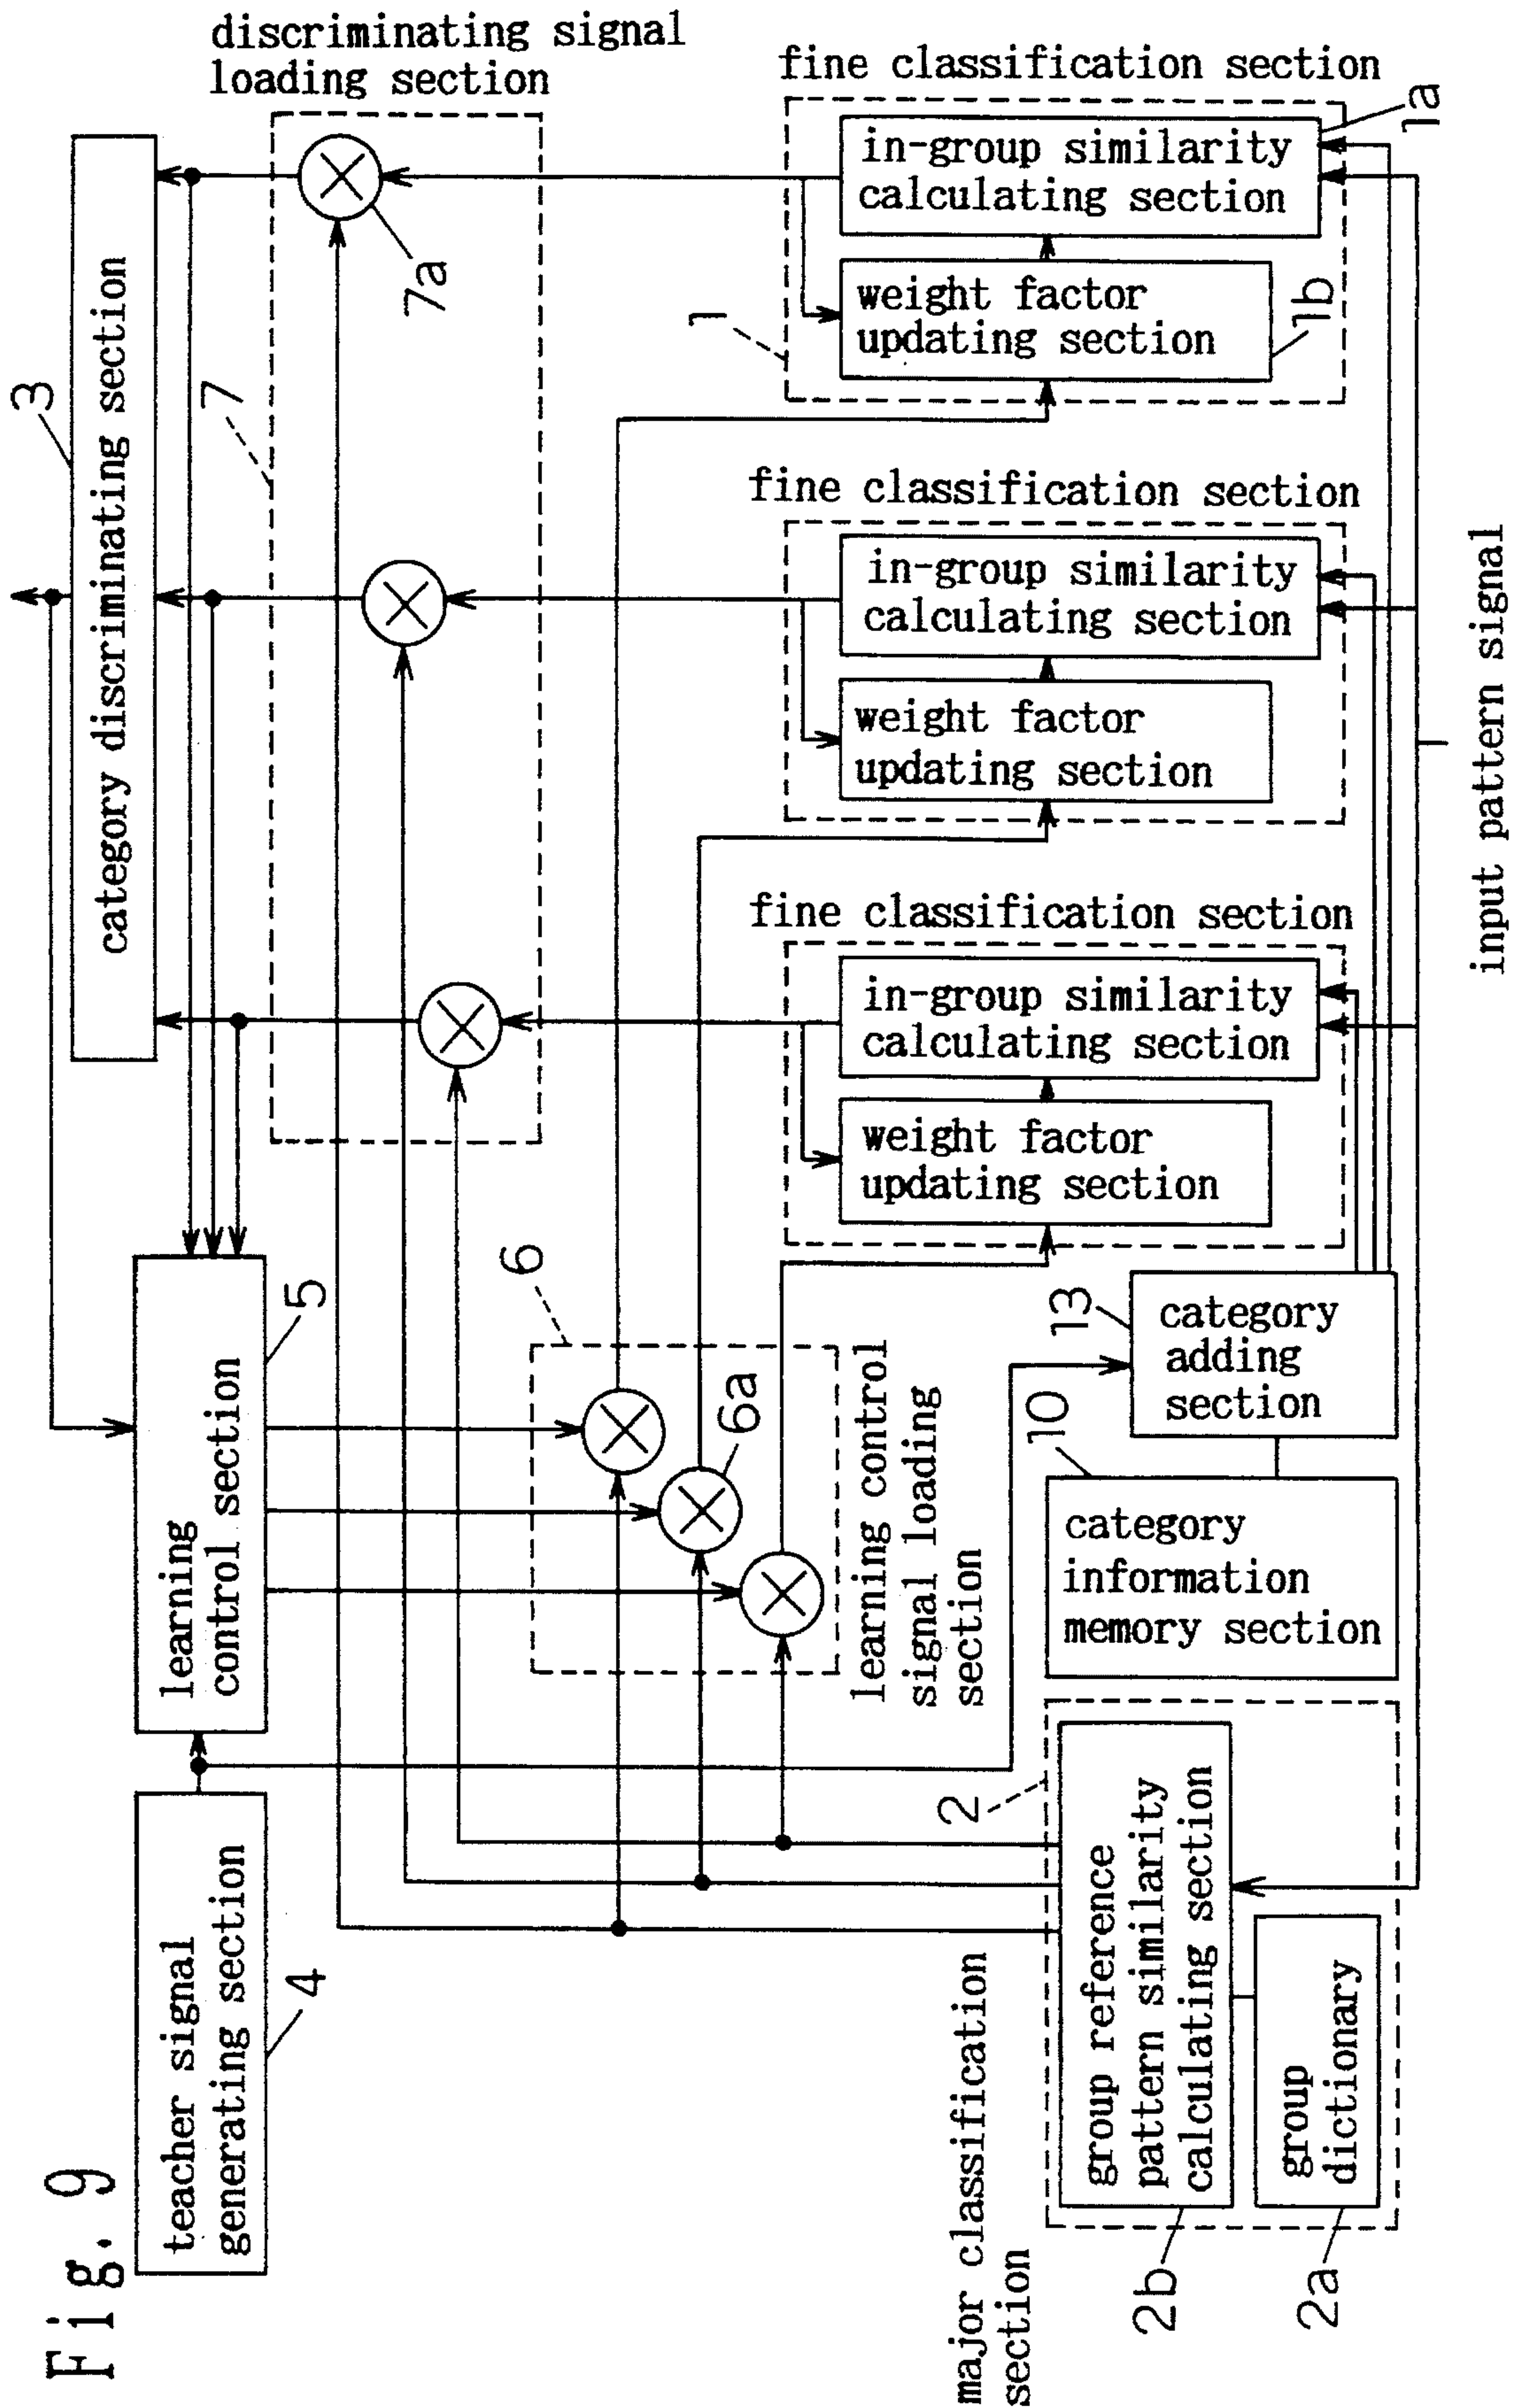 Fig. 9
teacher signal
generating section
4
learning
control section
5
3
category discriminating section
discriminating signal
loading section
7
7a
6
6a
learning control
signal loading
section
fine classification section
in-group similarity
calculating section
1a
weight factor
updating section
1b
1
fine classification section
in-group similarity
calculating section
weight factor
updating section
fine classification section
in-group similarity
calculating section
weight factor
updating section
13
category
adding
section
10
category
information
memory section
major classification
section
2
group reference
pattern similarity
calculating section
2b
group
dictionary
2a
input pattern signal